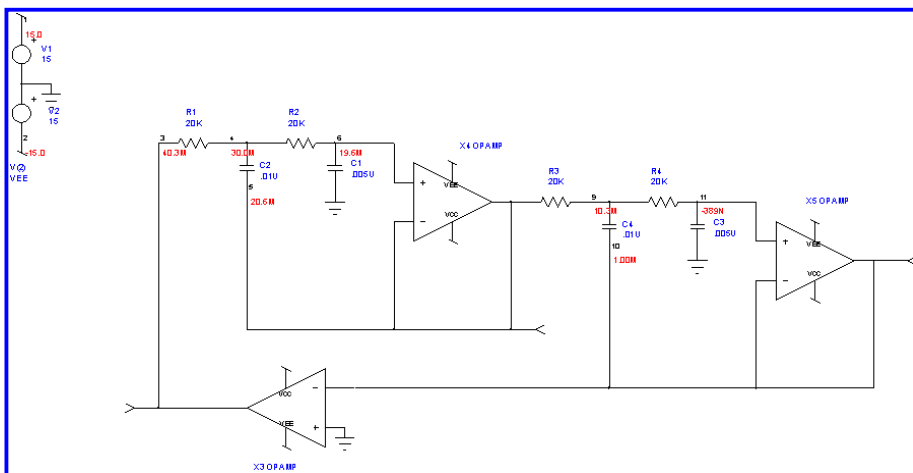 1
15.0
+
V1
15
+
V2
15
2
-15.0
V(2)
VEE
R1
20K
R2
20K
3
4
6
40.3M
30.0M
19.6M
C2
.01U
C1
.005U
5
20.6M
X4 OPAMP
+
VEE
VCC
−
R3
20K
R4
20K
9
11
10.3M
-389N
C4
.01U
C3
.005U
10
1.00M
X5 OPAMP
+
VEE
VCC
−
−
VCC
VEE
+
X3 OPAMP